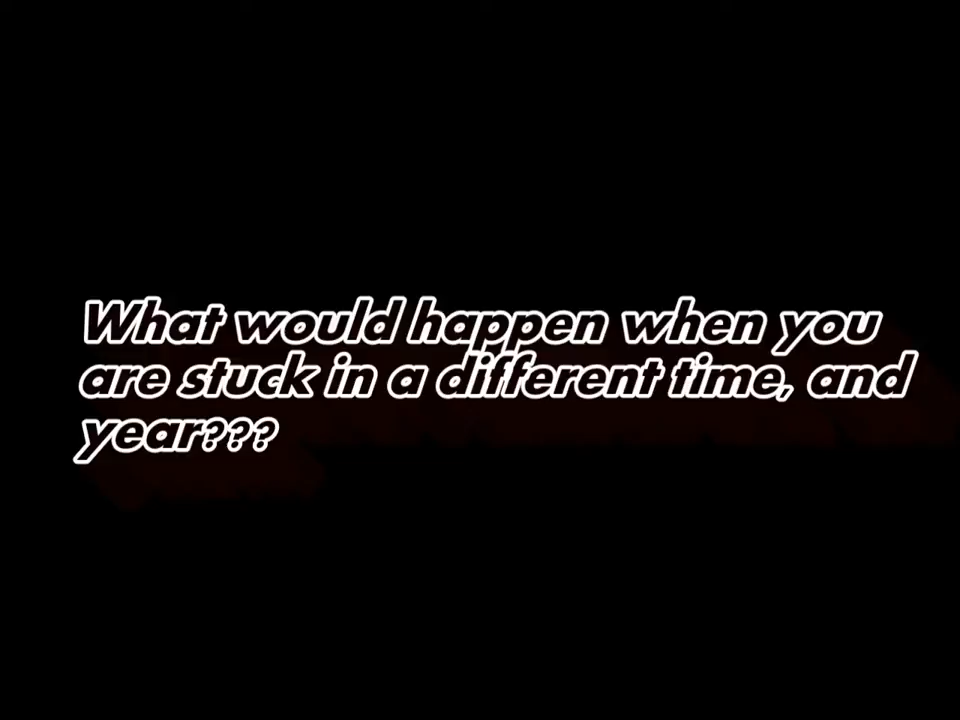 What would happen when you
are stuck in a different time, and
year???